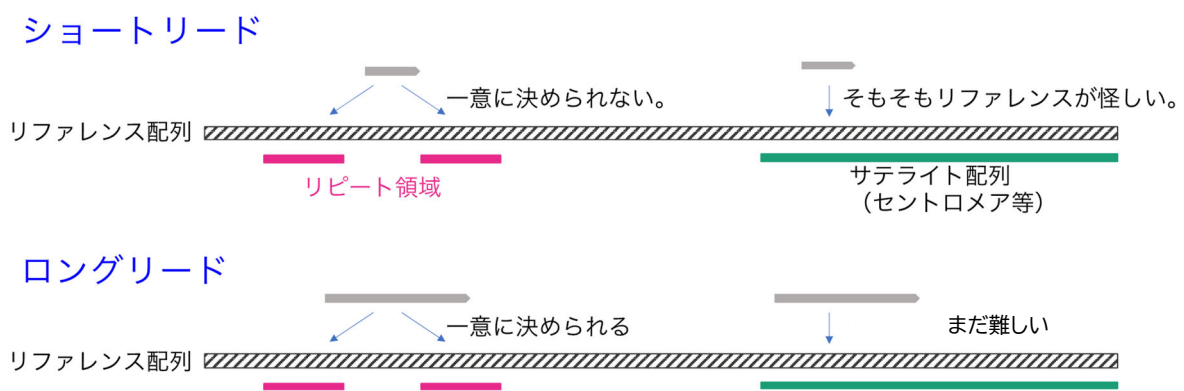 ショートリード
一意に決められない。
そもそもリファレンスが怪しい。
リファレンス配列
リピート領域
サテライト配列
（セントロメア等）
ロングリード
一意に決められる
まだ難しい
リファレンス配列